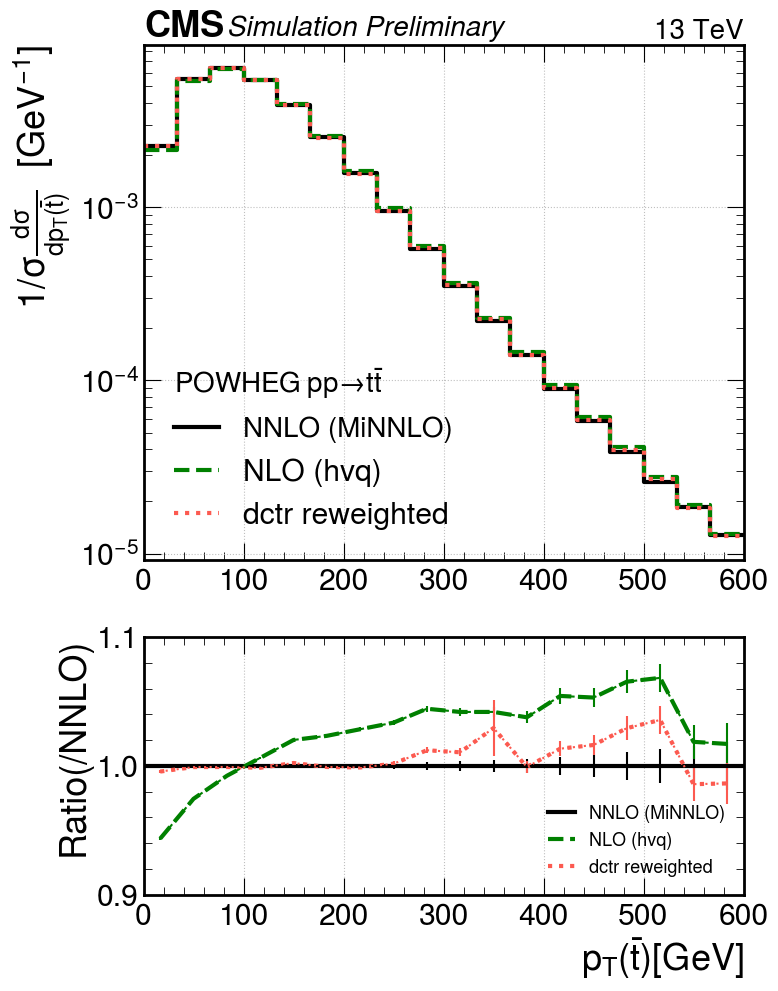 CMS Simulation Preliminary 13 TeV
1/σ dσ/dp_T(t̄) [GeV⁻¹]
10⁻³
10⁻⁴
10⁻⁵
POWHEG pp→tt̄
NNLO (MiNNLO)
NLO (hvq)
dctr reweighted
0 100 200 300 400 500 600
Ratio(/NNLO)
1.1
1.0
0.9
NNLO (MiNNLO)
NLO (hvq)
dctr reweighted
0 100 200 300 400 500 600
p_T(t̄)[GeV]